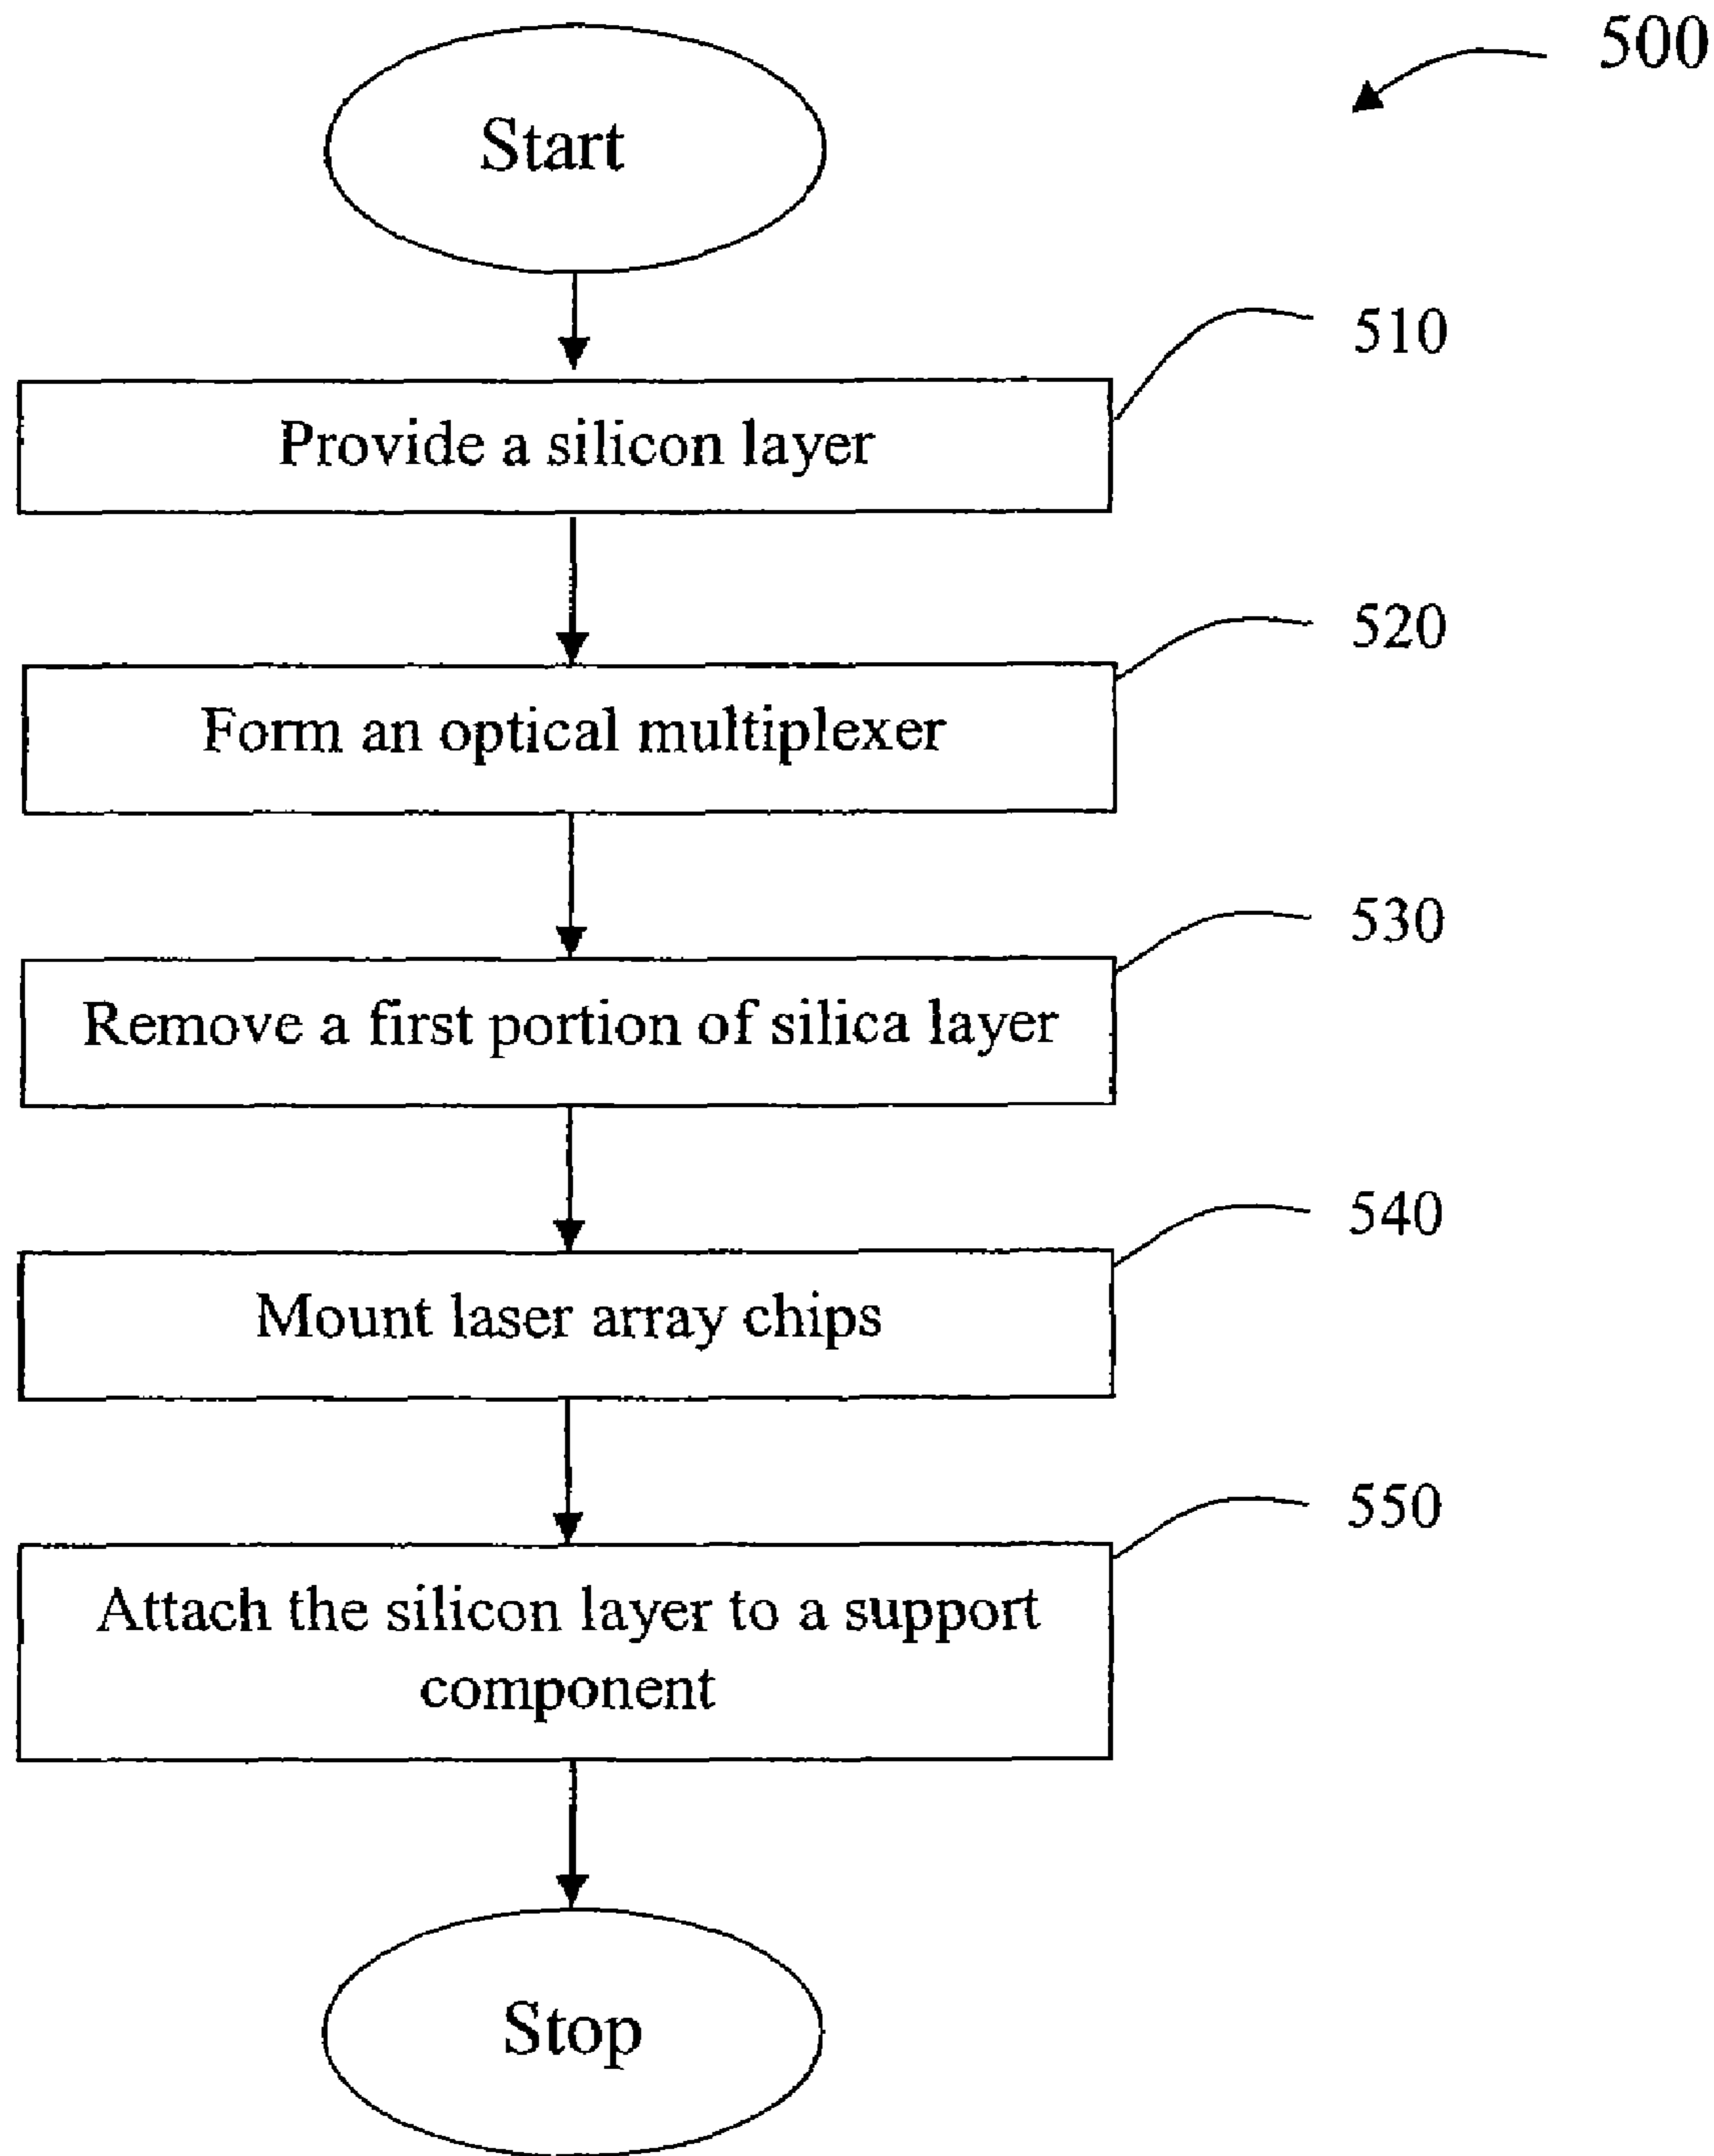 500
Start
510
Provide a silicon layer
520
Form an optical multiplexer
530
Remove a first portion of silica layer
540
Mount laser array chips
550
Attach the silicon layer to a support
component
Stop